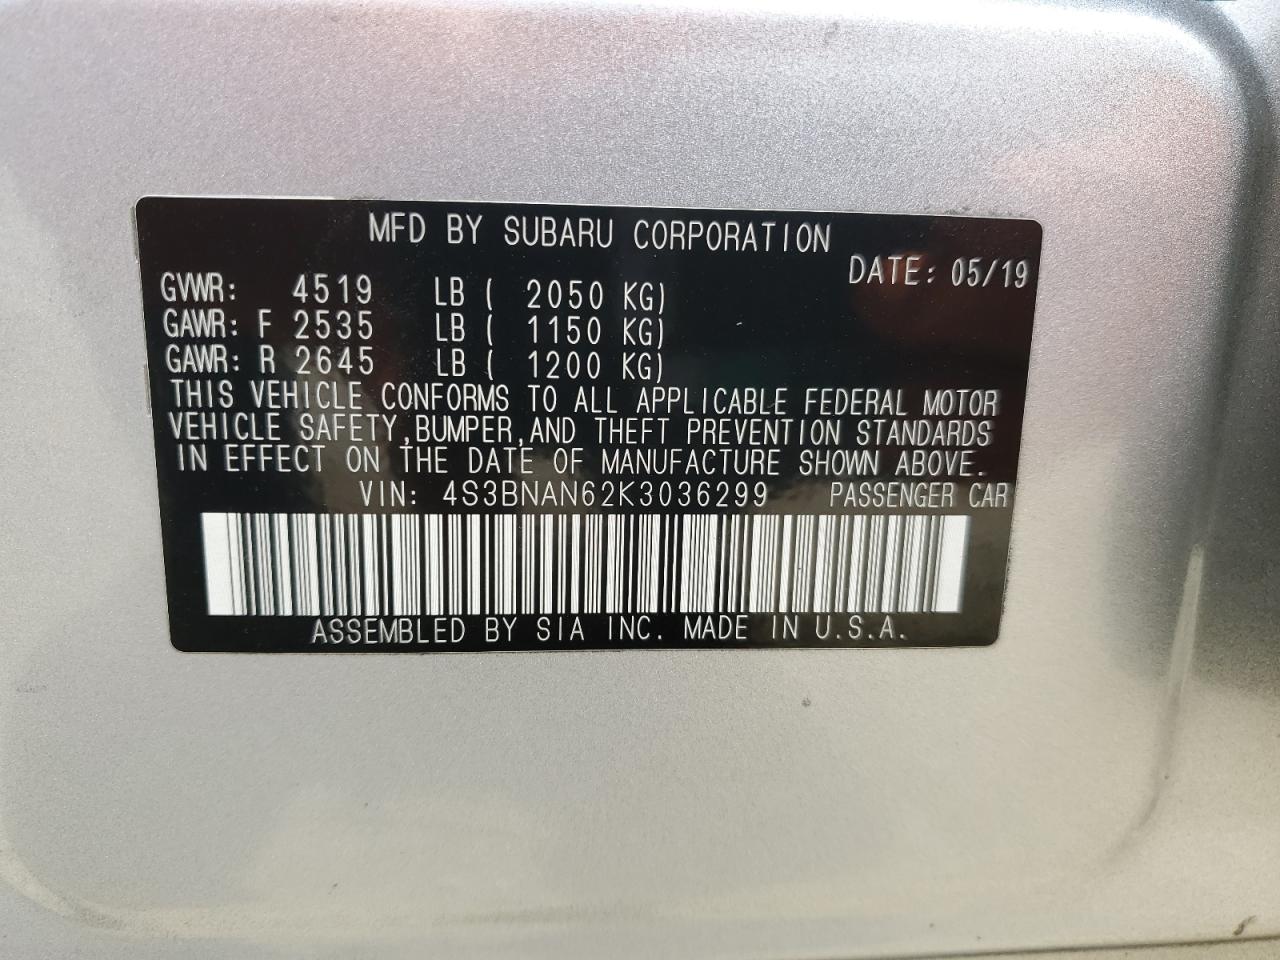 MFD BY SUBARU CORPORATION
DATE: 05/19
GVWR: 4519 LB ( 2050 KG)
GAWR: F 2535 LB ( 1150 KG)
GAWR: R 2645 LB ( 1200 KG)
THIS VEHICLE CONFORMS TO ALL APPLICABLE FEDERAL MOTOR
VEHICLE SAFETY,BUMPER,AND THEFT PREVENTION STANDARDS
IN EFFECT ON THE DATE OF MANUFACTURE SHOWN ABOVE.
VIN: 4S3BNAN62K3036299 PASSENGER CAR
ASSEMBLED BY SIA INC. MADE IN U.S.A.